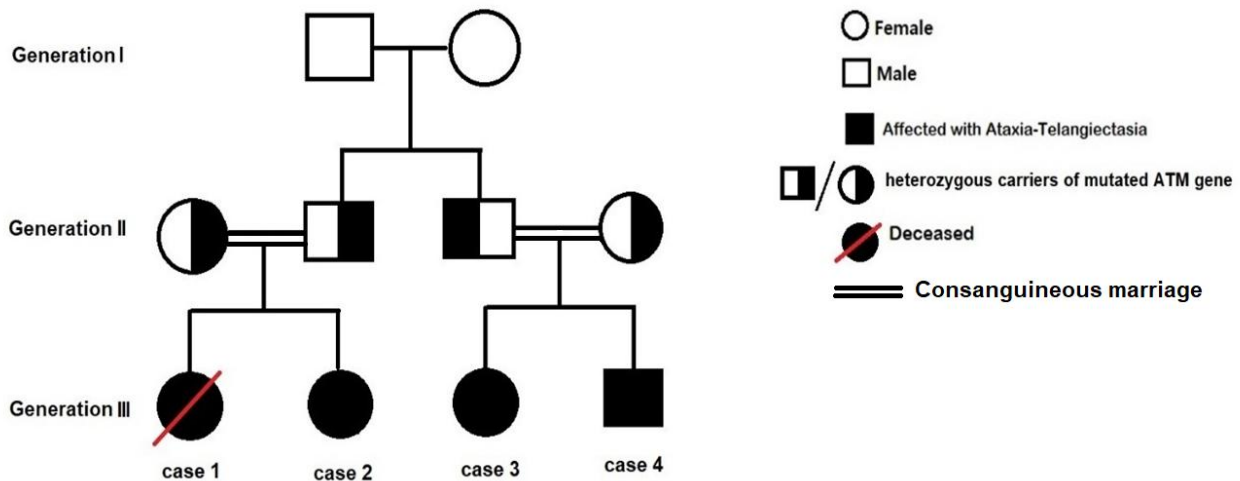 Generation I
Generation II
Generation III
case 1
case 2
case 3
case 4
Female
Male
Affected with Ataxia-Telangiectasia
heterozygous carriers of mutated ATM gene
Deceased
Consanguineous marriage